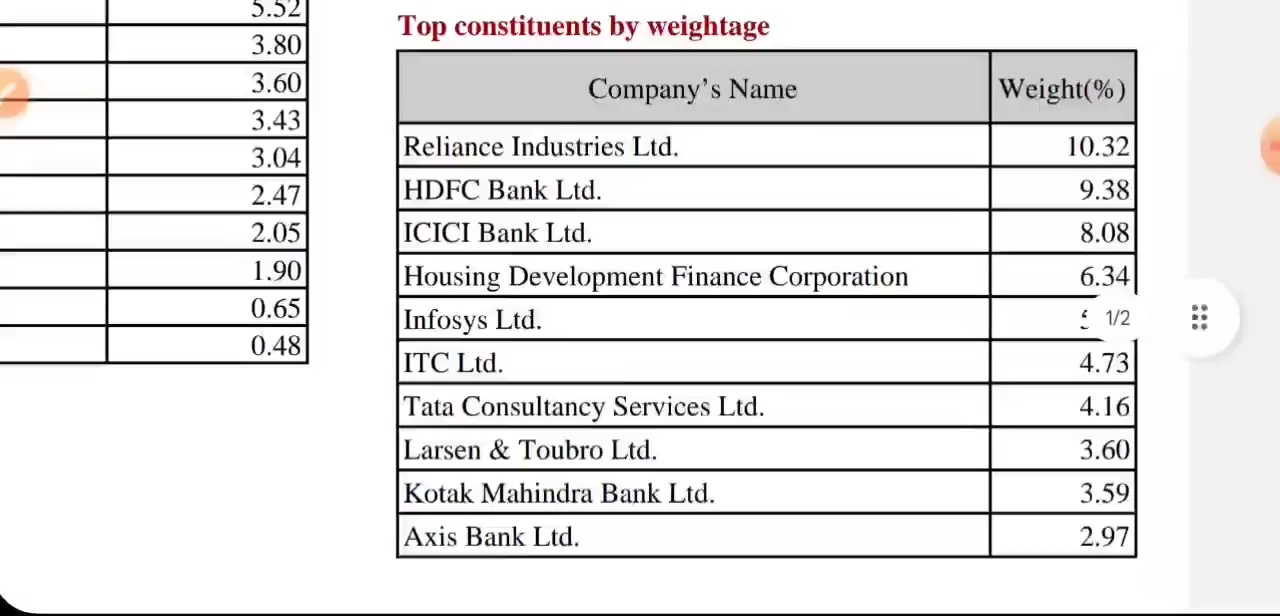 5.52
3.80
3.60
3.43
3.04
2.47
2.05
1.90
0.65
0.48
Top constituents by weightage
Company’s Name Weight(%)
Reliance Industries Ltd. 10.32
HDFC Bank Ltd. 9.38
ICICI Bank Ltd. 8.08
Housing Development Finance Corporation 6.34
Infosys Ltd.
1/2
ITC Ltd. 4.73
Tata Consultancy Services Ltd. 4.16
Larsen & Toubro Ltd. 3.60
Kotak Mahindra Bank Ltd. 3.59
Axis Bank Ltd. 2.97